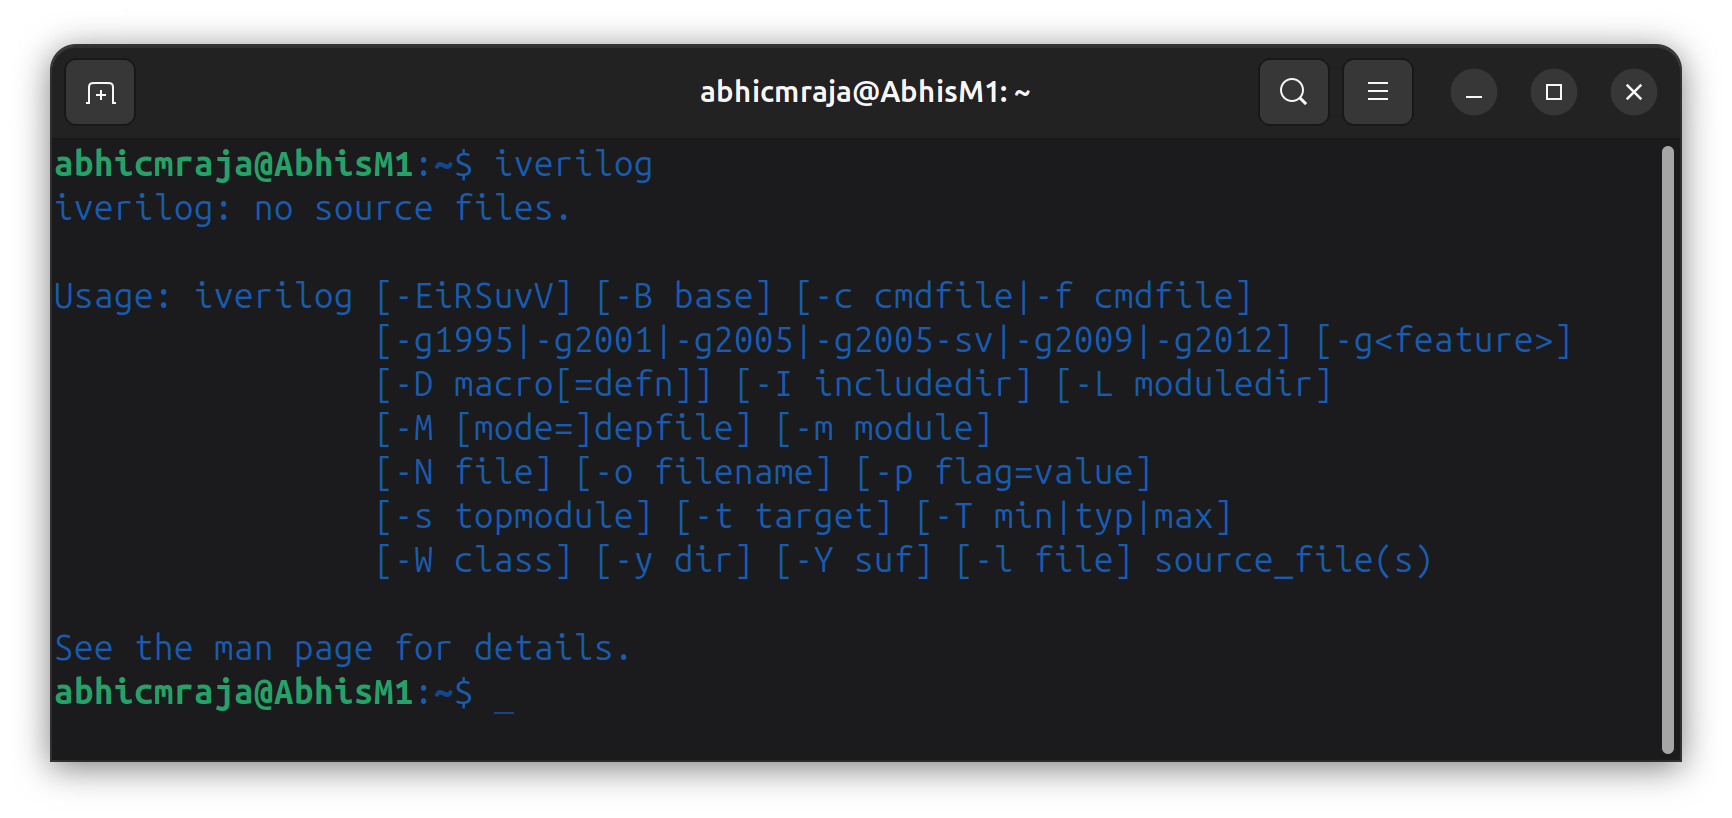 abhicmraja@AbhisM1: ~
abhicmraja@AbhisM1:~$ iverilog
iverilog: no source files.

Usage: iverilog [-EiRSuvV] [-B base] [-c cmdfile|-f cmdfile]
                [-g1995|-g2001|-g2005|-g2005-sv|-g2009|-g2012] [-g<feature>]
                [-D macro[=defn]] [-I includedir] [-L moduledir]
                [-M [mode=]depfile] [-m module]
                [-N file] [-o filename] [-p flag=value]
                [-s topmodule] [-t target] [-T min|typ|max]
                [-W class] [-y dir] [-Y suf] [-l file] source_file(s)

See the man page for details.
abhicmraja@AbhisM1:~$ _